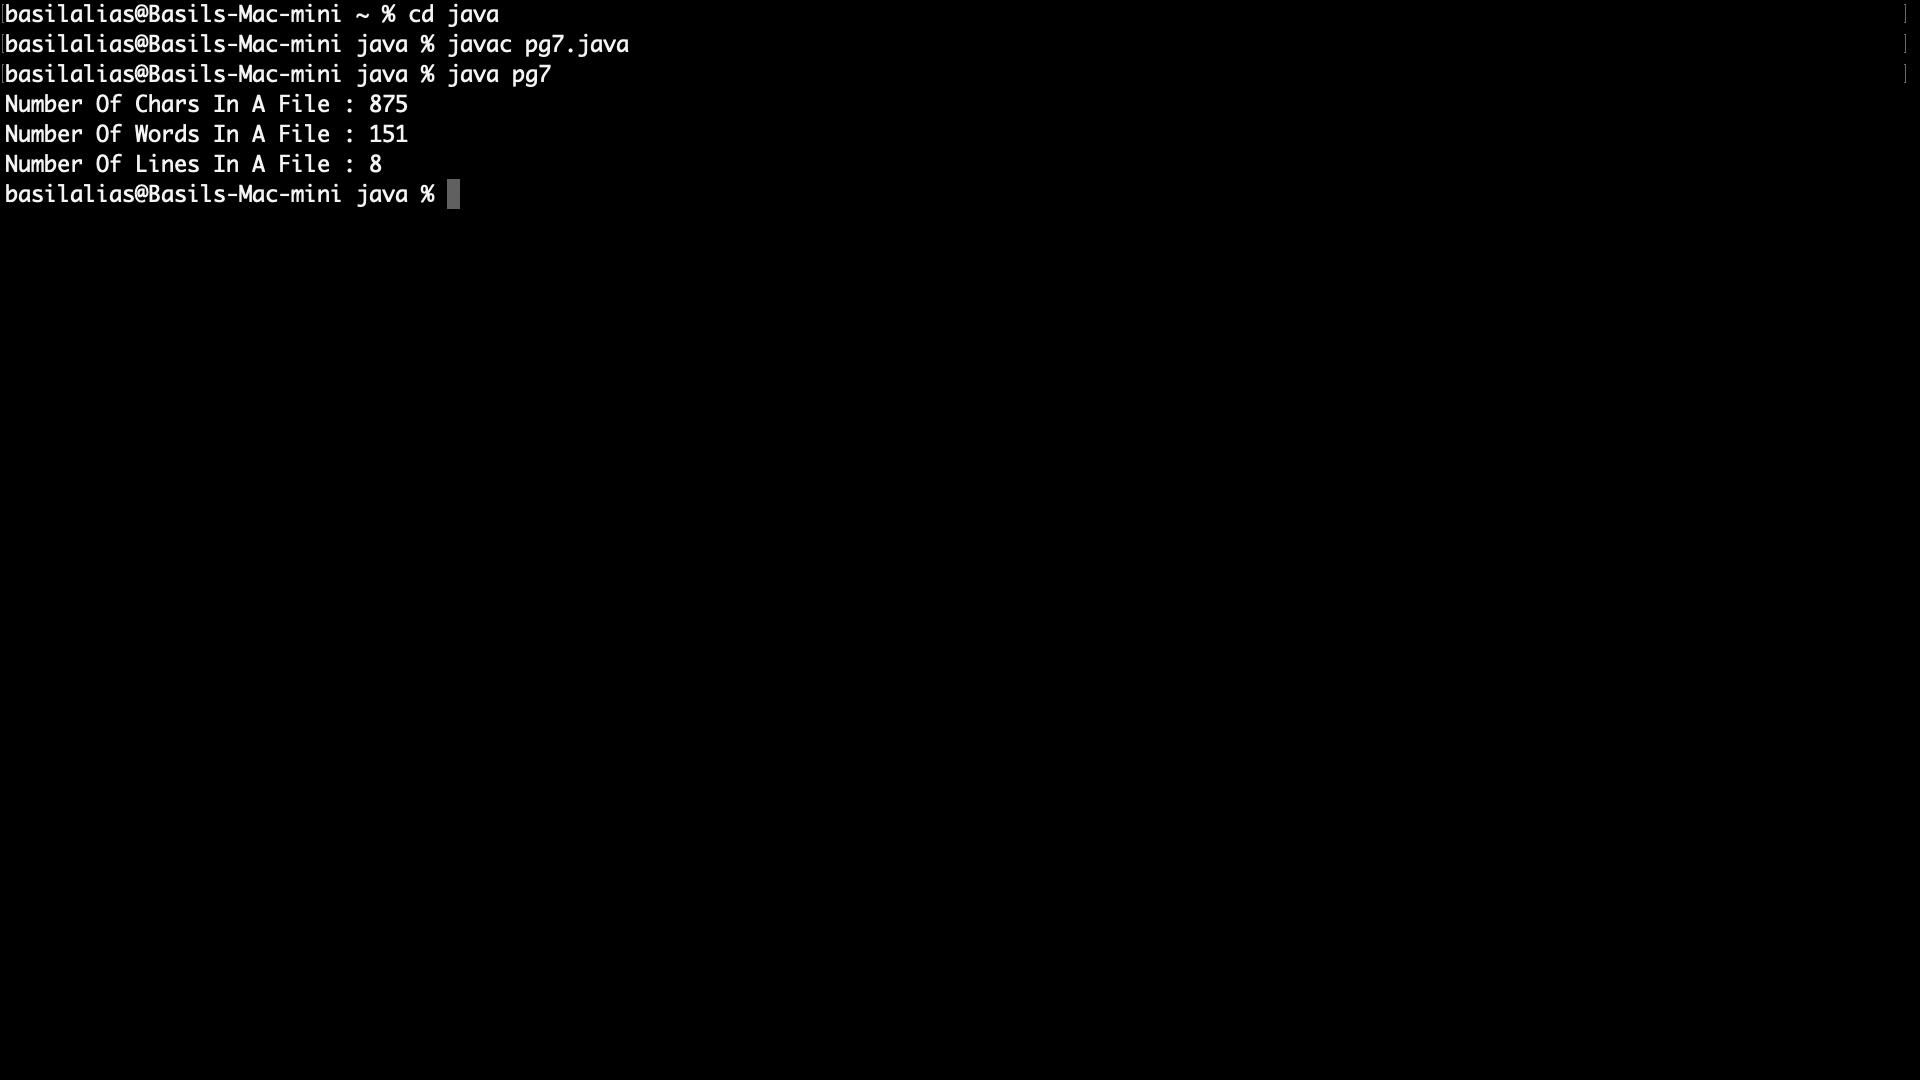 basilalias@Basils-Mac-mini ~ % cd java
basilalias@Basils-Mac-mini java % javac pg7.java
basilalias@Basils-Mac-mini java % java pg7
Number Of Chars In A File : 875
Number Of Words In A File : 151
Number Of Lines In A File : 8
basilalias@Basils-Mac-mini java %